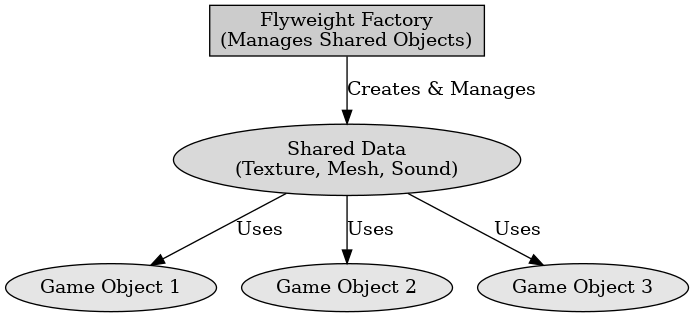 Flyweight Factory
(Manages Shared Objects)
Creates & Manages
Shared Data
(Texture, Mesh, Sound)
Uses
Uses
Uses
Game Object 1
Game Object 2
Game Object 3